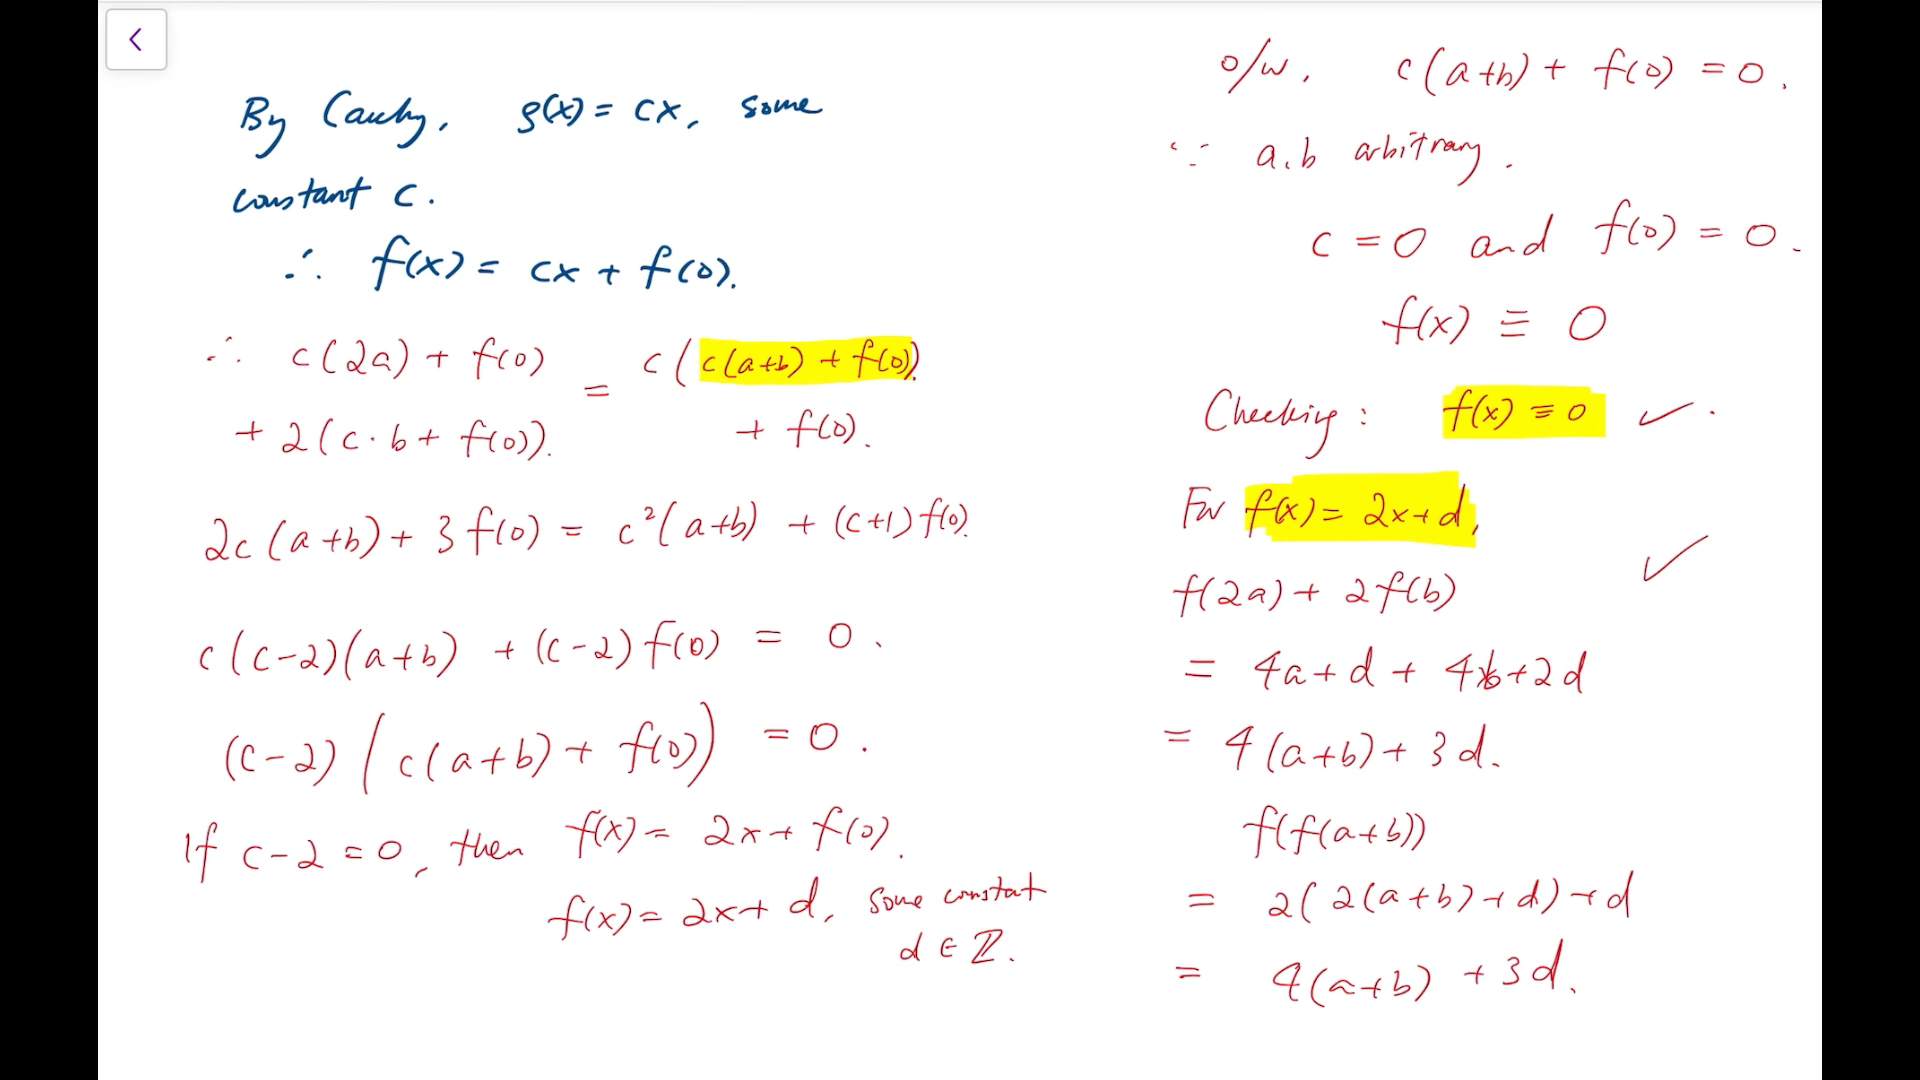 By Cauchy, g(x) = cx, some
constant c.
∴ f(x) = cx + f(0).
∴ c(2a) + f(0) = c(c(a+b) + f(0))
+ 2(c·b + f(0)). + f(0).
2c(a+b) + 3f(0) = c²(a+b) + (c+1)f(0).
c(c-2)(a+b) + (c-2)f(0) = 0.
(c-2)(c(a+b) + f(0)) = 0.
If c-2 = 0, then f(x) = 2x + f(0).
f(x) = 2x + d, some constat
d ∈ ℤ.
o/w, c(a+b) + f(0) = 0.
∵ a,b arbitrary.
c = 0 and f(0) = 0.
f(x) ≡ 0
Checking: f(x) ≡ 0 ✓.
For f(x) = 2x + d,
✓
f(2a) + 2f(b)
= 4a + d + 4b + 2d
= 4(a+b) + 3d.
f(f(a+b))
= 2(2(a+b) + d) + d
= 4(a+b) + 3d.